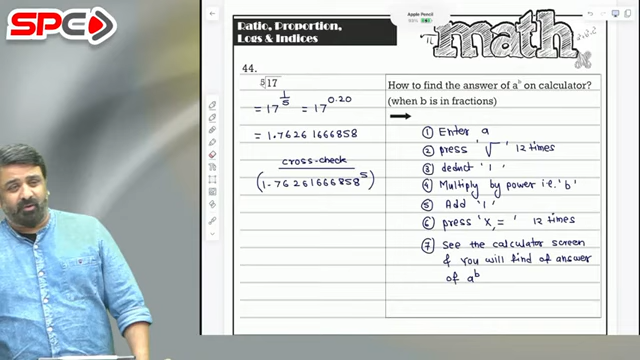 SPC
Apple Pencil
Ratio, Proportion,
Logs & Indices
math
44.
5 17
= 17^(1/5) = 17^0.20
= 1.76261666858
cross-check
(1.76261666858^5)
How to find the answer of a^b on calculator?
(when b is in fractions)
① Enter a
② press '√' 12 times
③ deduct '1'
④ Multiply by power i.e. 'b'
⑤ Add '1'
⑥ press 'x, =' 12 times
⑦ See the calculator screen
& you will find of answer
of a^b